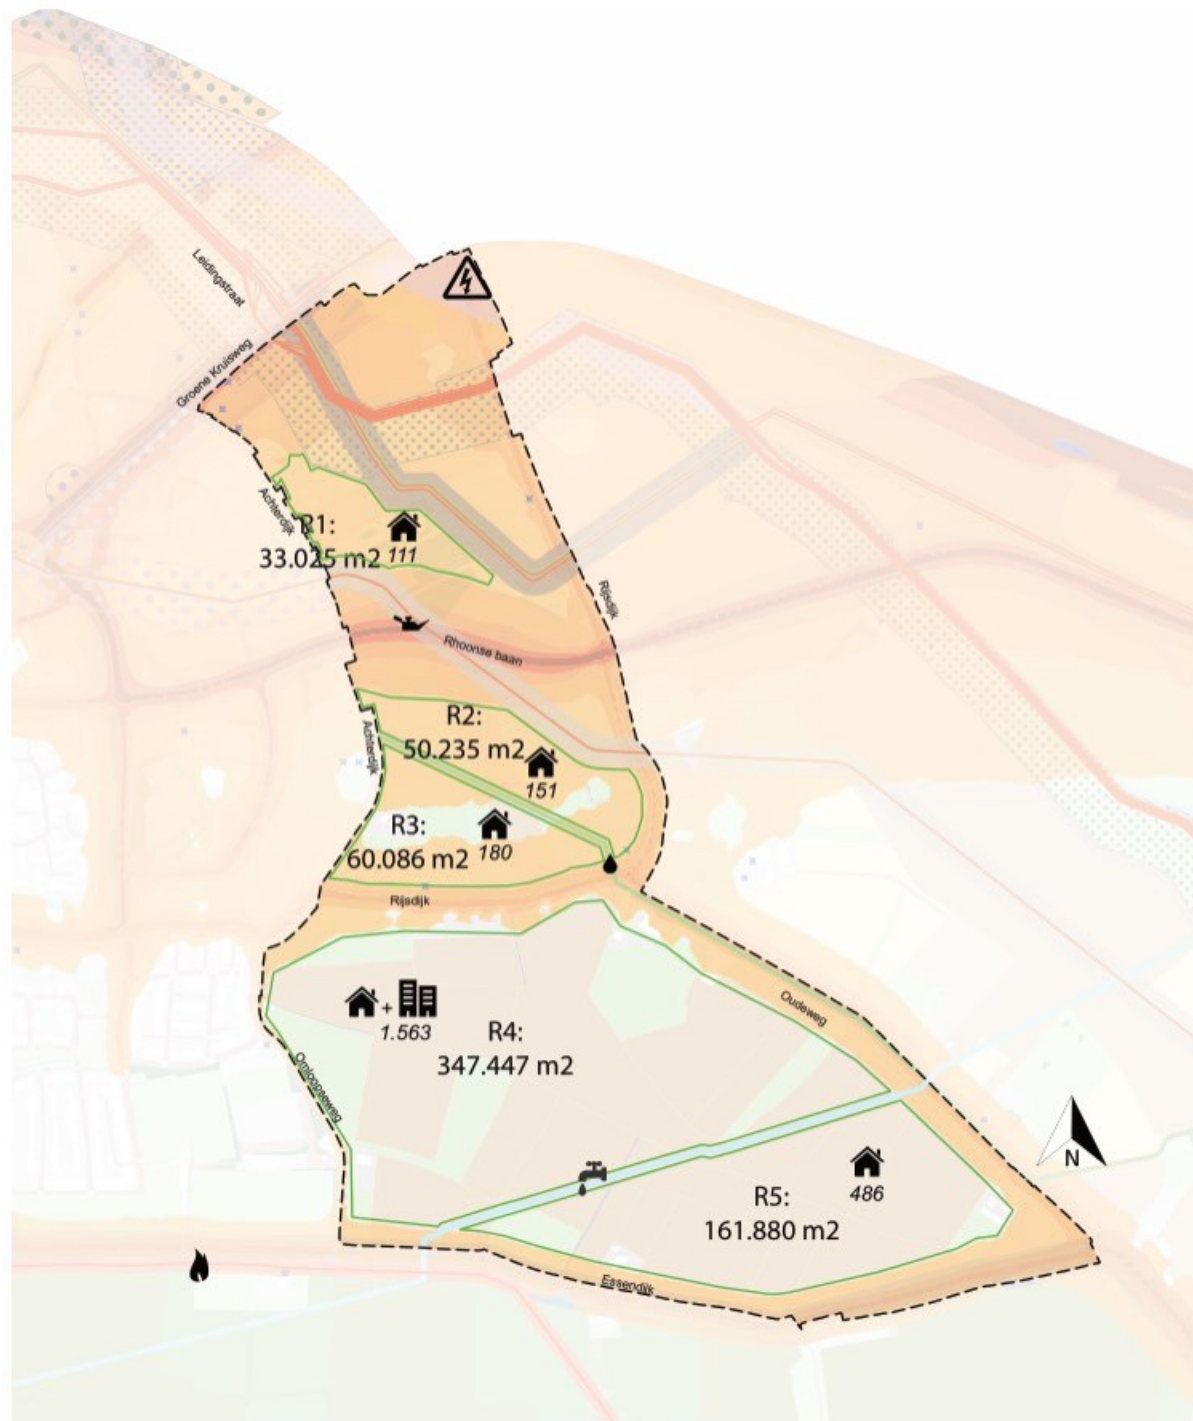 Leidingstraat
Groene Kruisweg
Achterdijk
R1:
33.025 m2
111
Rijsdijk
Rhoonse baan
Achterdijk
R2:
50.235 m2
151
R3:
60.086 m2
180
Rijsdijk
Oudeweg
+
1.563
R4:
347.447 m2
Omloopseweg
N
R5:
161.880 m2
486
Essendijk